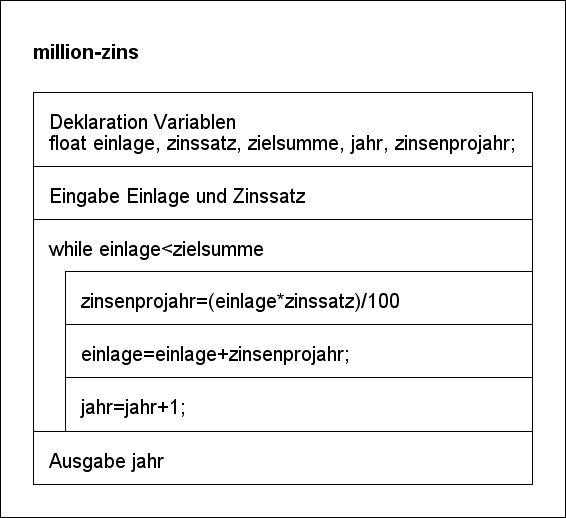 million-zins
Deklaration Variablen
float einlage, zinssatz, zielsumme, jahr, zinsenprojahr;
Eingabe Einlage und Zinssatz
while einlage<zielsumme
zinsenprojahr=(einlage*zinssatz)/100
einlage=einlage+zinsenprojahr;
jahr=jahr+1;
Ausgabe jahr